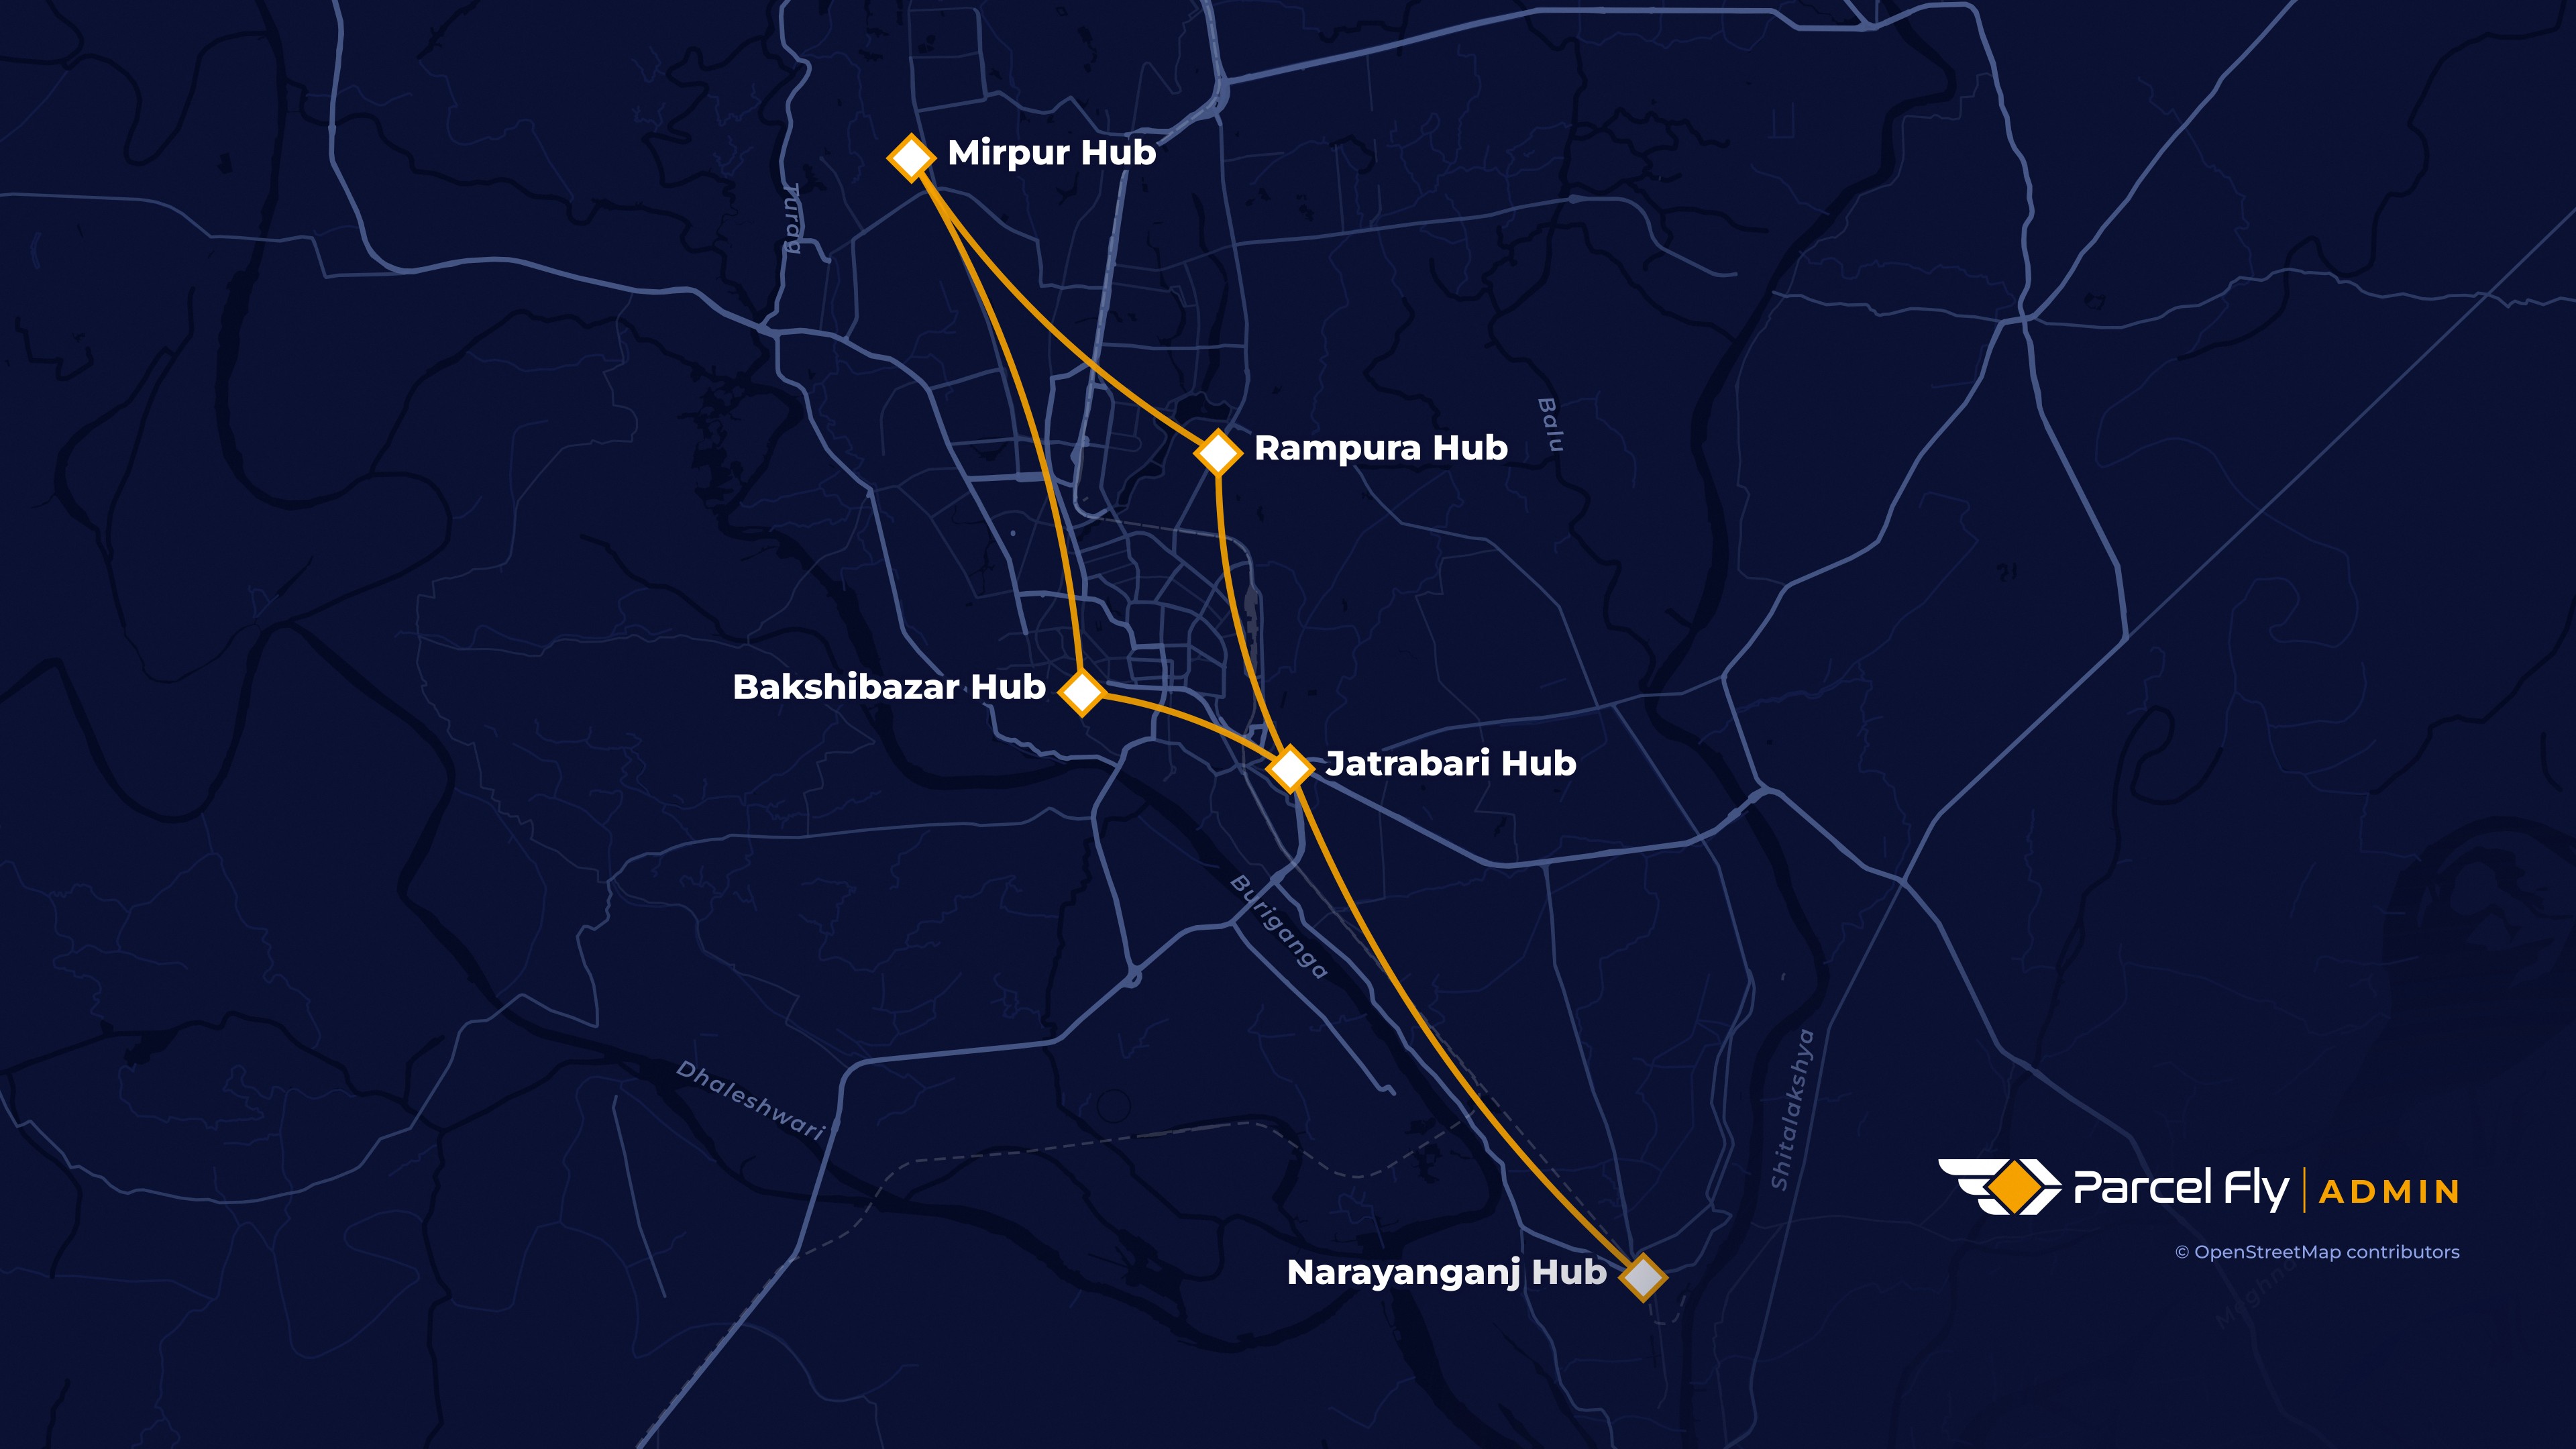 Mirpur Hub
Turag
Balu
Rampura Hub
Bakshibazar Hub
Jatrabari Hub
Buriganga
Dhaleshwari
Shitalakshya
Parcel Fly | ADMIN
© OpenStreetMap contributors
Narayanganj Hub
Meghna